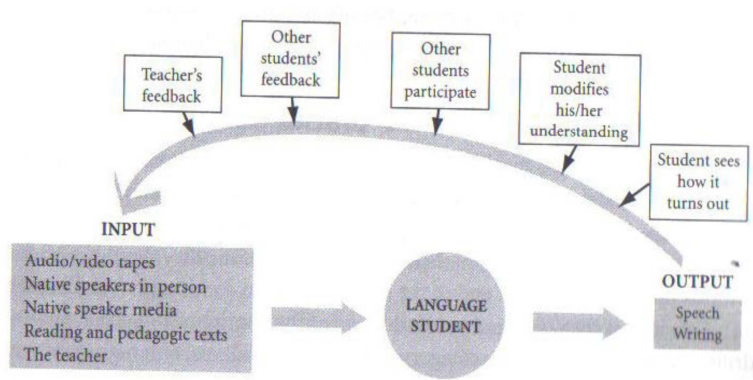 Teacher's
feedback
Other
students'
feedback
Other
students
participate
Student
modifies
his/her
understanding
Student sees
how it
turns out
INPUT
Audio/video tapes
Native speakers in person
Native speaker media
Reading and pedagogic texts
The teacher
LANGUAGE
STUDENT
OUTPUT
Speech
Writing